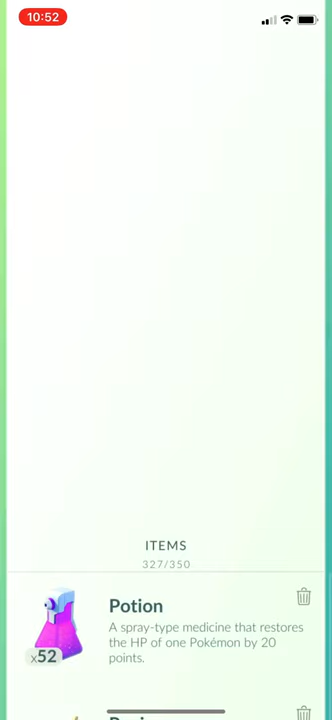 10:52
ITEMS
327/350
Potion
A spray-type medicine that restores
the HP of one Pokémon by 20
points.
x52